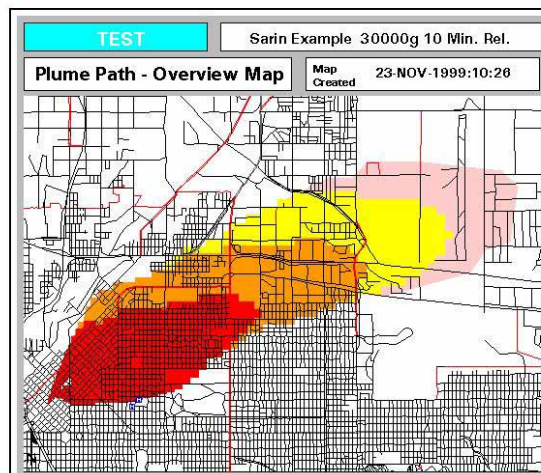 TEST
Sarin Example 30000g 10 Min. Rel.
Plume Path - Overview Map
Map Created
23-NOV-1999:10:26